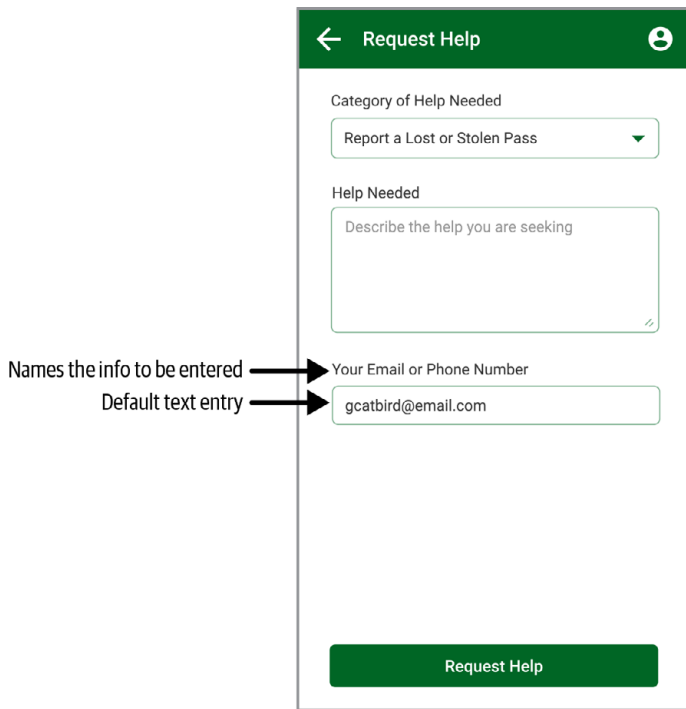 Request Help
Category of Help Needed
Report a Lost or Stolen Pass
Help Needed
Describe the help you are seeking
Names the info to be entered
Your Email or Phone Number
Default text entry
gcatbird@email.com
Request Help